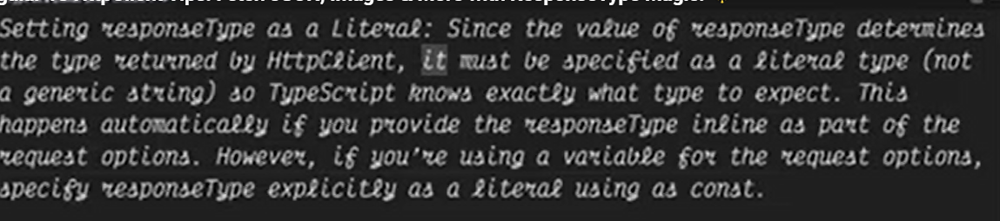 Setting responseType as a Literal: Since the value of responseType determines
the type returned by HttpClient, it must be specified as a literal type (not
a generic string) so TypeScript knows exactly what type to expect. This
happens automatically if you provide the responseType inline as part of the
request options. However, if you're using a variable for the request options,
specify responseType explicitly as a literal using as const.